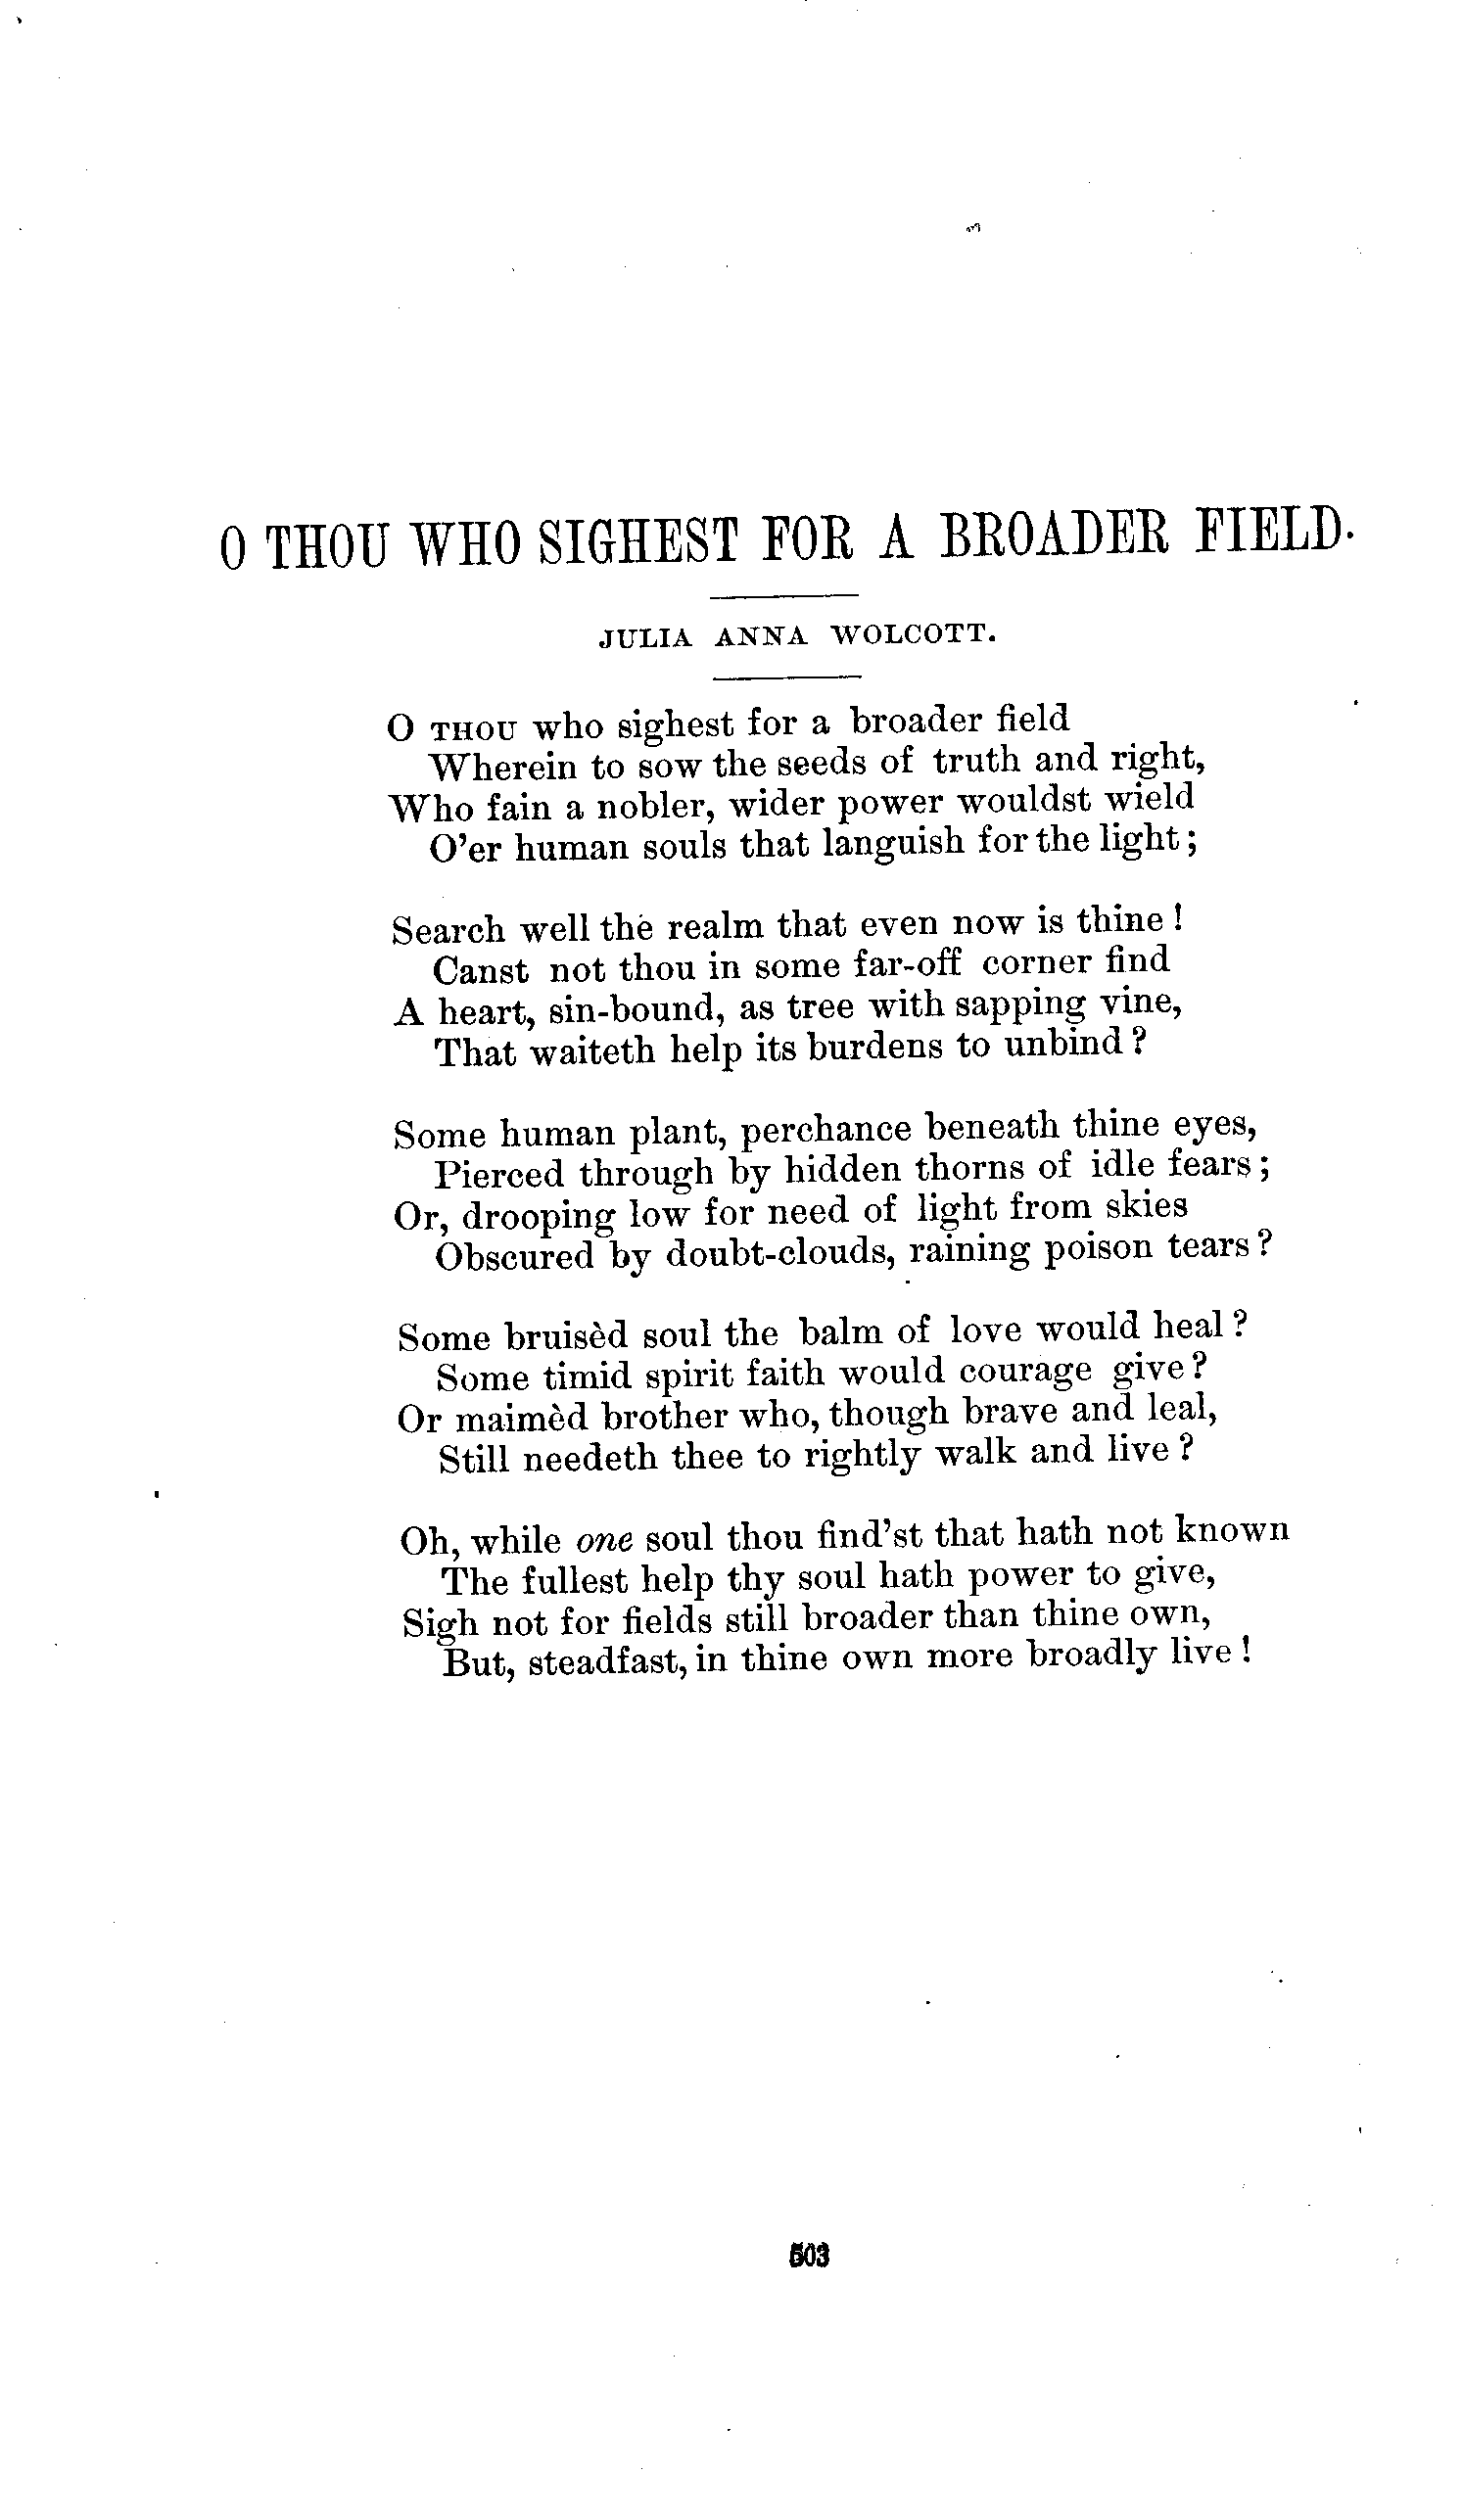 O THOU WHO SIGHEST FOR A BROADER FIELD.
JULIA ANNA WOLCOTT.
O THOU who sighest for a broader field
Wherein to sow the seeds of truth and right,
Who fain a nobler, wider power wouldst wield
O'er human souls that languish for the light;
Search well the realm that even now is thine!
Canst not thou in some far-off corner find
A heart, sin-bound, as tree with sapping vine,
That waiteth help its burdens to unbind?
Some human plant, perchance beneath thine eyes,
Pierced through by hidden thorns of idle fears;
Or, drooping low for need of light from skies
Obscured by doubt-clouds, raining poison tears?
Some bruisèd soul the balm of love would heal?
Some timid spirit faith would courage give?
Or maimèd brother who, though brave and leal,
Still needeth thee to rightly walk and live?
Oh, while one soul thou find'st that hath not known
The fullest help thy soul hath power to give,
Sigh not for fields still broader than thine own,
But, steadfast, in thine own more broadly live!
503